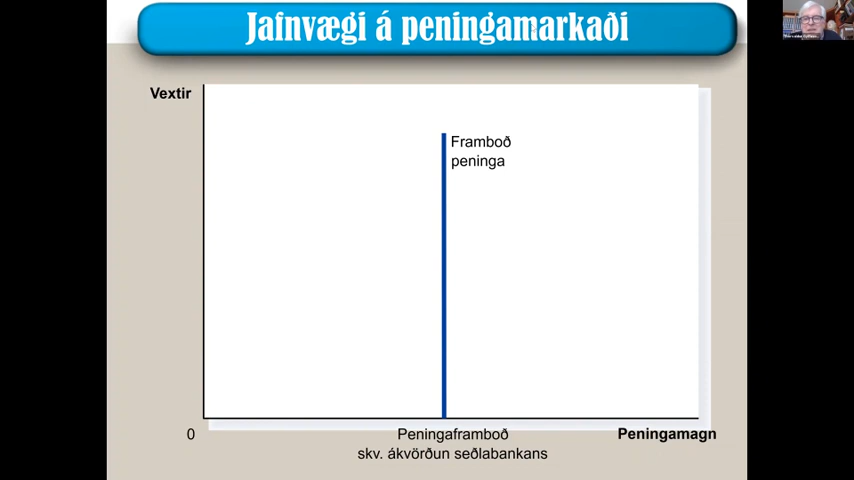 Jafnvægi á peningamarkaði
Vextir
Framboð
peninga
0
Peningaframboð
skv. ákvörðun seðlabankans
Peningamagn